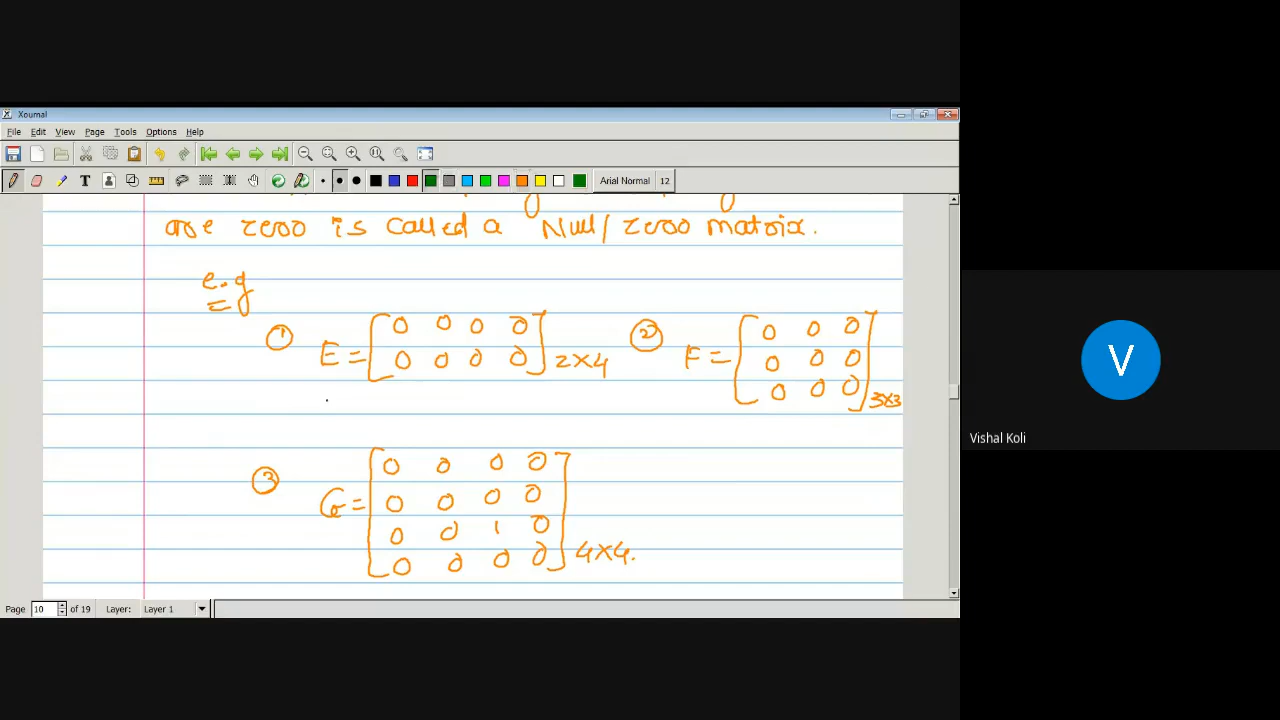 Xournal
File Edit View Page Tools Options Help
Arial Normal 12
are zero is called a Null/zero matrix.
e.g
① E = [0 0 0 0
0 0 0 0] 2×4
② F = [0 0 0
0 0 0
0 0 0] 3×3
③ G = [0 0 0 0
0 0 0 0
0 0 1 0
0 0 0 0] 4×4.
Page 10 of 19 Layer: Layer 1
V
Vishal Koli